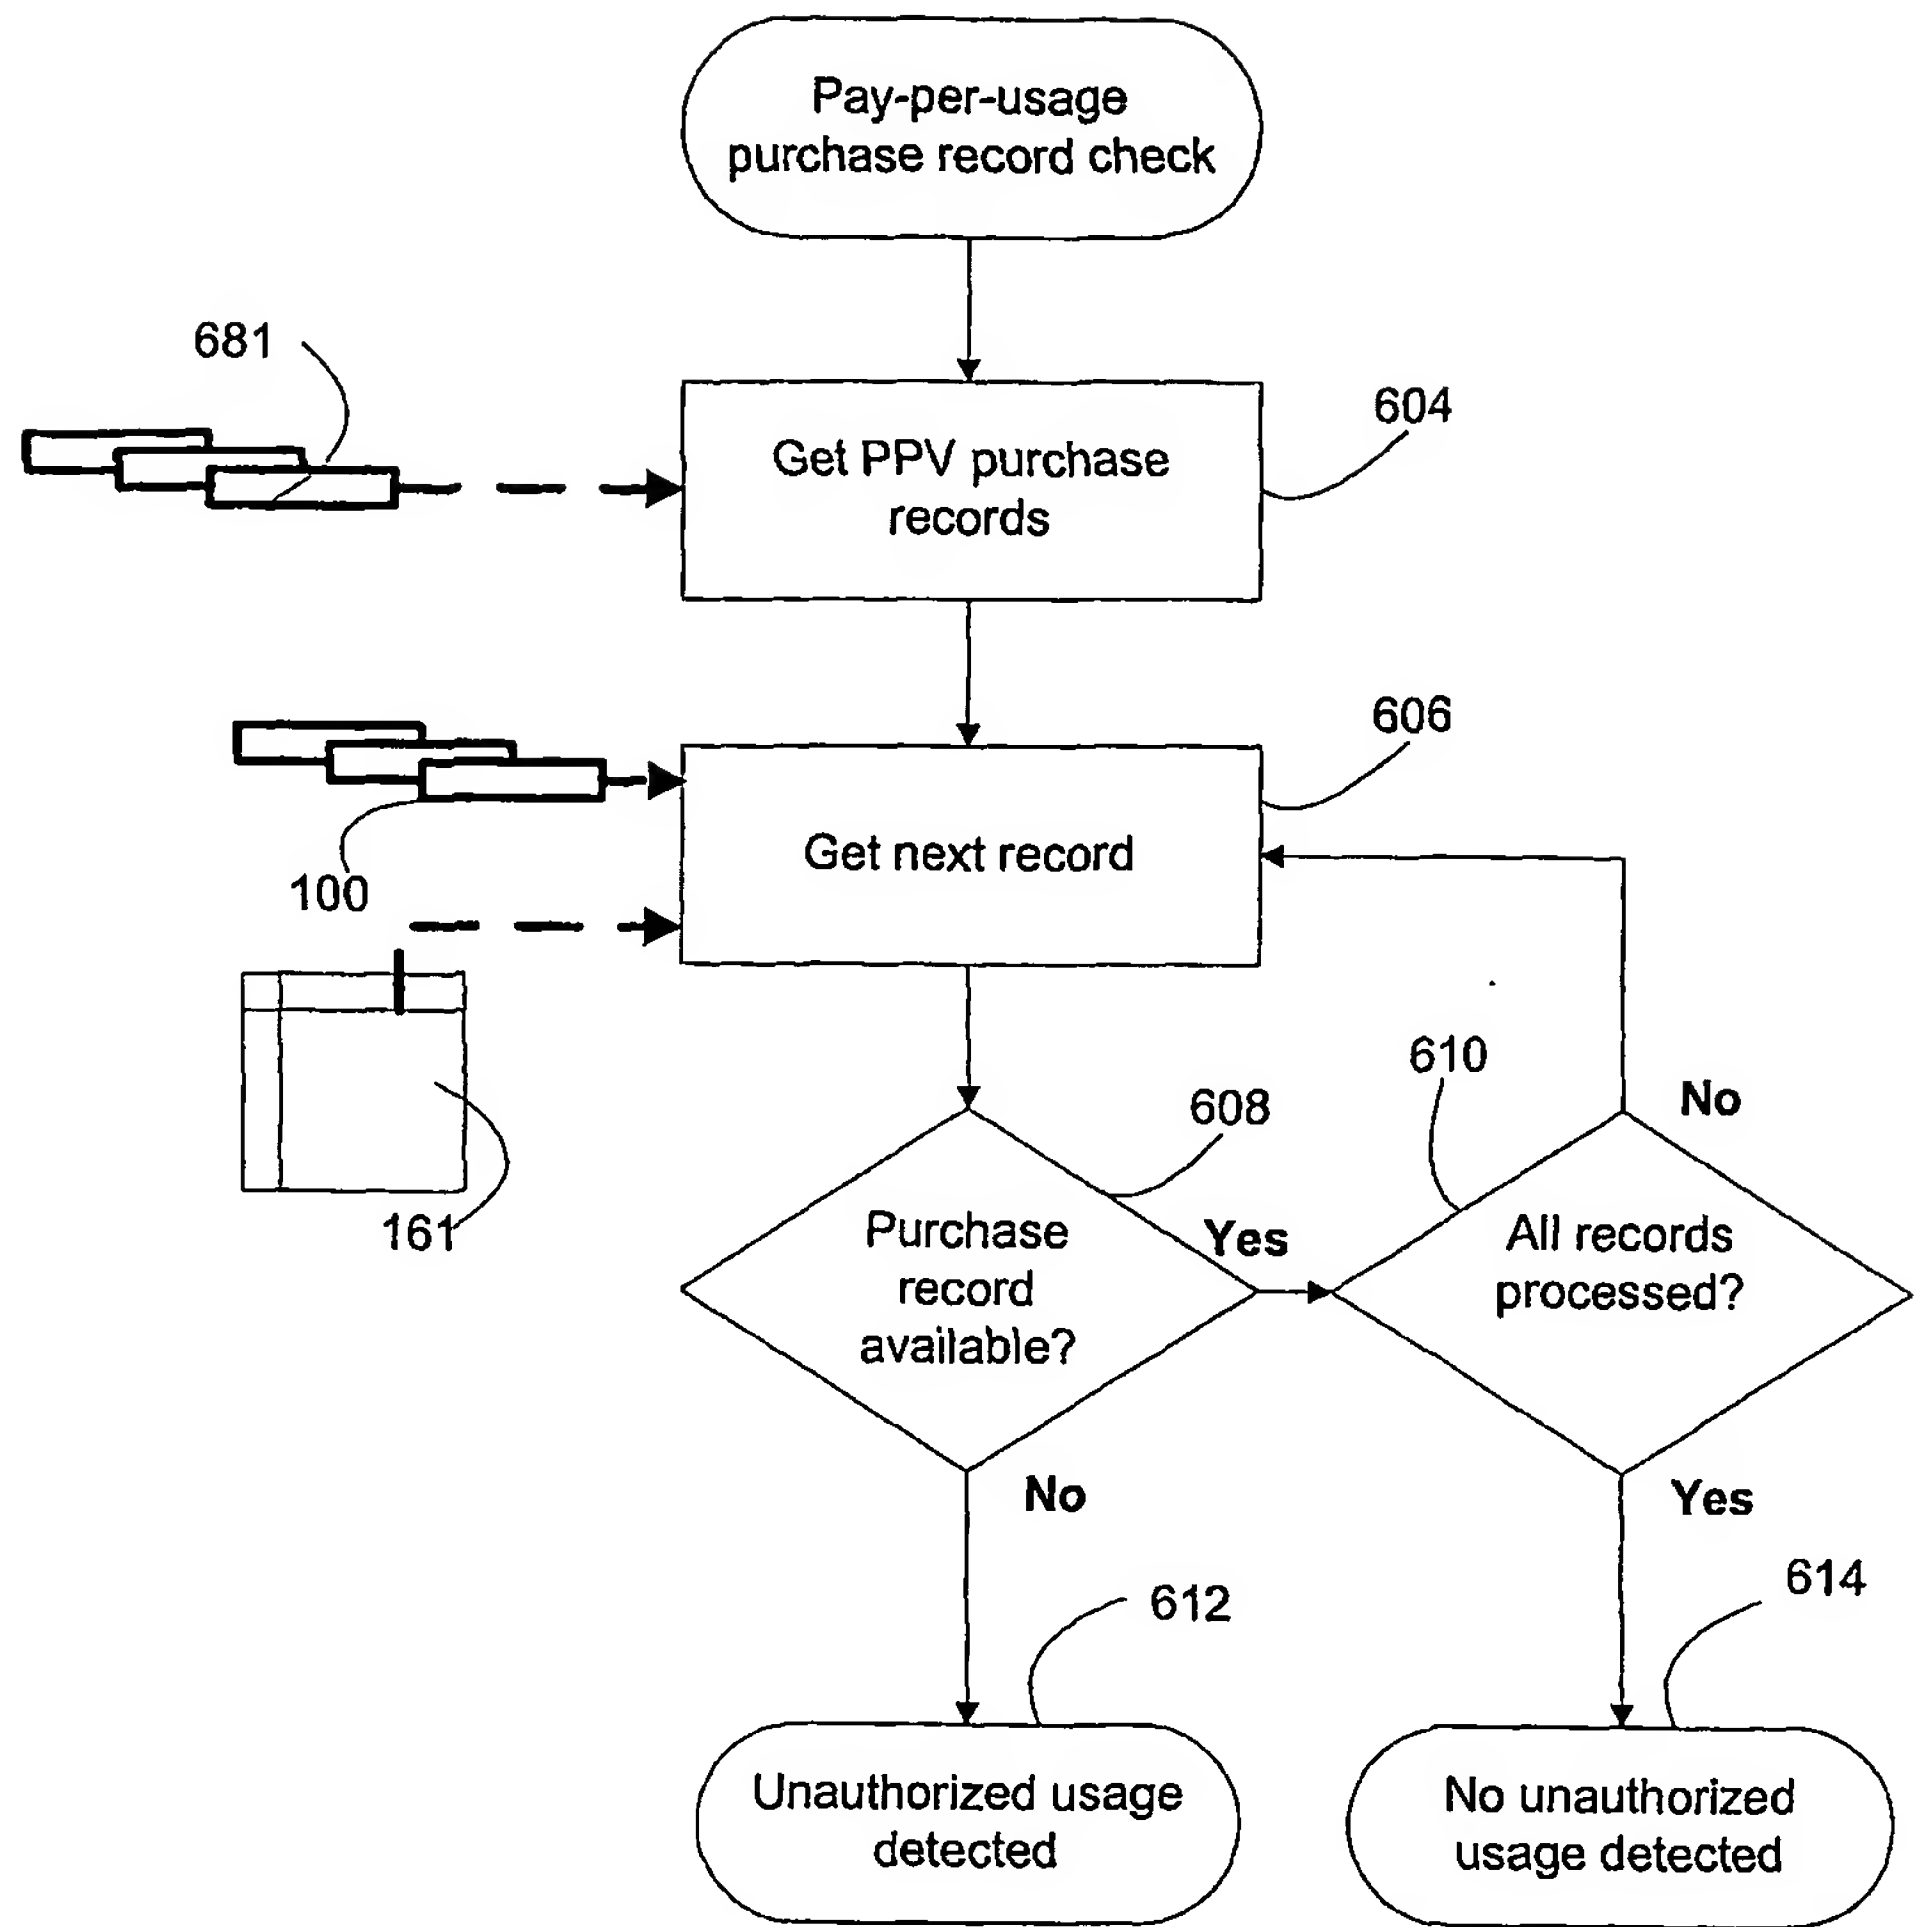 Pay-per-usage
purchase record check
681
604
Get PPV purchase
records
606
100
Get next record
161
610
No
608
Yes
Purchase
record
available?
All records
processed?
No
Yes
612
614
Unauthorized usage
detected
No unauthorized
usage detected